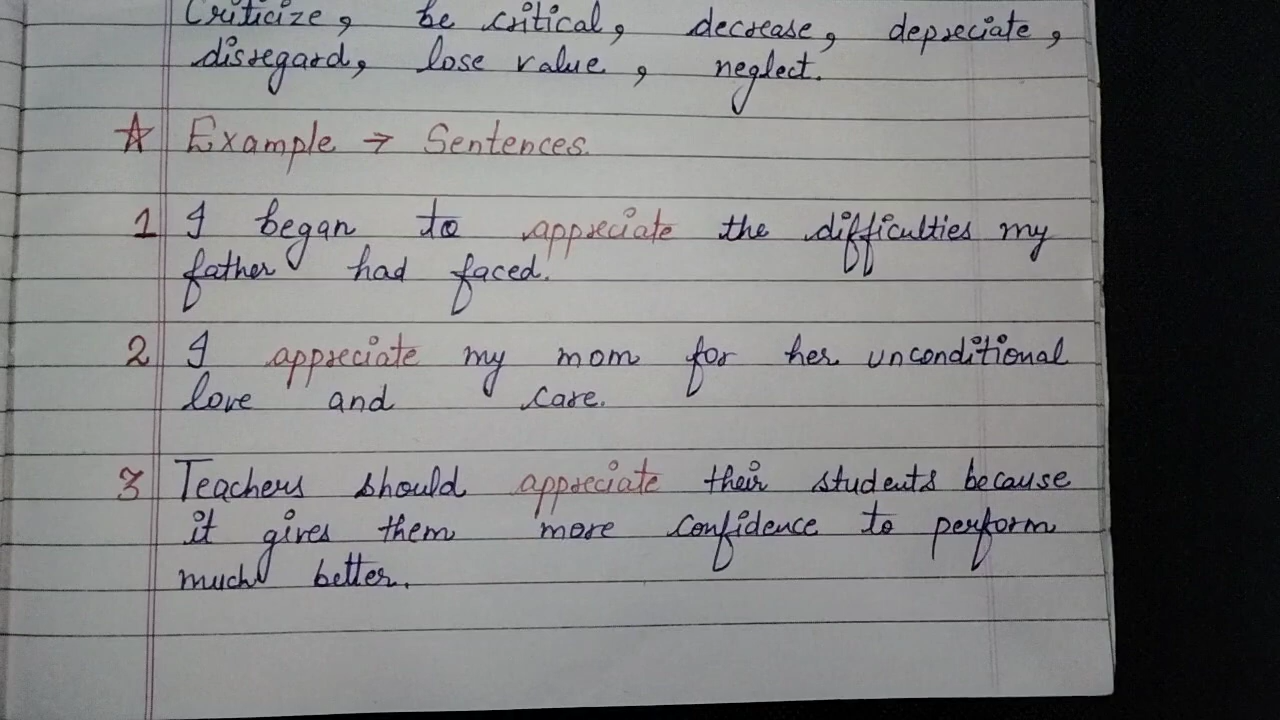 Criticize, be critical, decrease, depreciate,
disregard, lose value, neglect.
☆ Example → Sentences.
1 I began to appreciate the difficulties my
father had faced.
2 I appreciate my mom for her unconditional
love and care.
3 Teachers should appreciate their students because
it gives them more confidence to perform
much better.